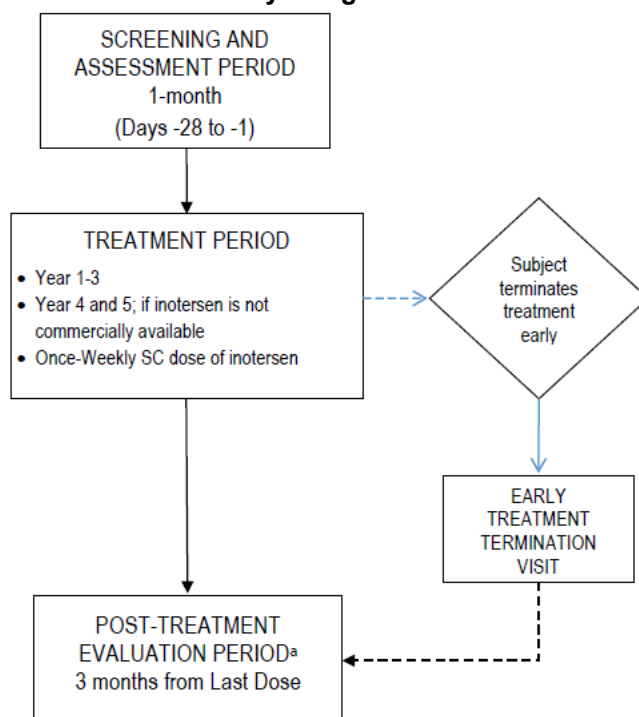 SCREENING AND
ASSESSMENT PERIOD
1-month
(Days -28 to -1)
TREATMENT PERIOD
• Year 1-3
• Year 4 and 5; if inotersen is not
commercially available
• Once-Weekly SC dose of inotersen
Subject
terminates
treatment
early
EARLY
TREATMENT
TERMINATION
VISIT
POST-TREATMENT
EVALUATION PERIODᵃ
3 months from Last Dose